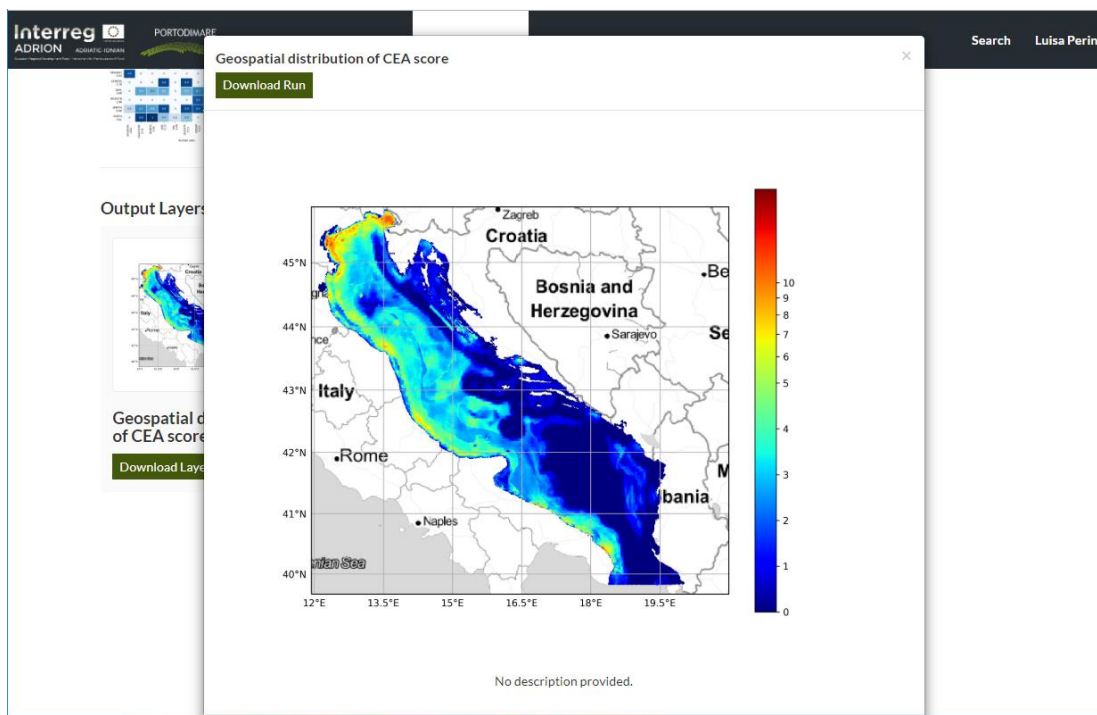 Interreg
ADRION ADRIATIC-IONIAN
PORTODIMARE
Search Luisa Perin
Geospatial distribution of CEA score
×
Download Run
Output Layers
Geospatial d
of CEA score
Download Laye
Zagreb
Croatia
Be
Bosnia and
Herzegovina
Sarajevo
Se
Italy
Rome
M
bania
Naples
nian Sea
45°N
44°N
43°N
42°N
41°N
40°N
12°E 13.5°E 15°E 16.5°E 18°E 19.5°E
10
9
8
7
6
5
4
3
2
1
0
No description provided.